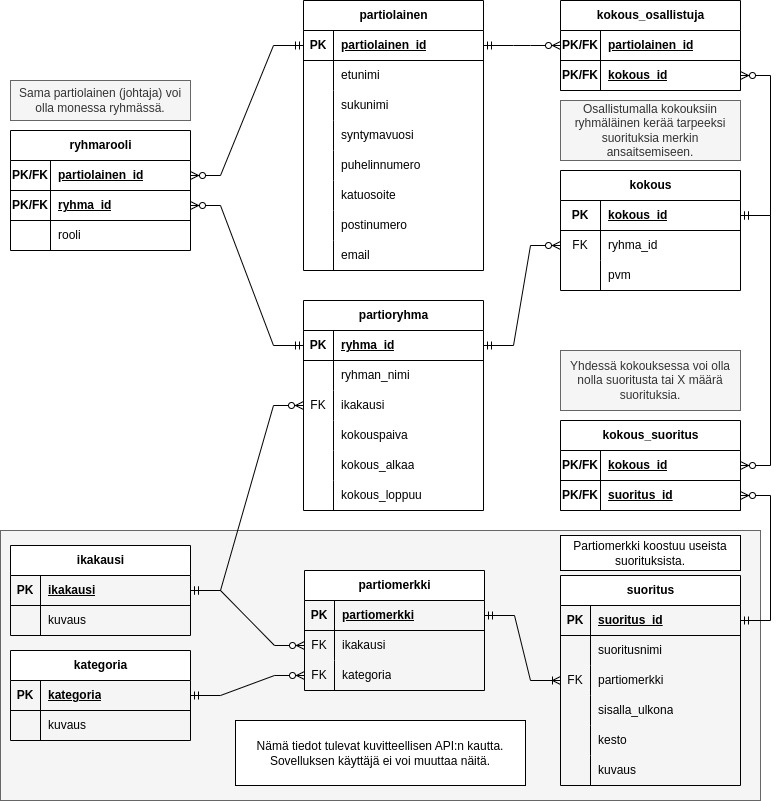 partiolainen
PK partiolainen_id
etunimi
sukunimi
syntymavuosi
puhelinnumero
katuosoite
postinumero
email
kokous_osallistuja
PK/FK partiolainen_id
PK/FK kokous_id
Sama partiolainen (johtaja) voi
olla monessa ryhmässä.
ryhmarooli
PK/FK partiolainen_id
PK/FK ryhma_id
rooli
Osallistumalla kokouksiin
ryhmäläinen kerää tarpeeksi
suorituksia merkin
ansaitsemiseen.
kokous
PK kokous_id
FK ryhma_id
pvm
partioryhma
PK ryhma_id
ryhman_nimi
FK ikakausi
kokouspaiva
kokous_alkaa
kokous_loppuu
Yhdessä kokouksessa voi olla
nolla suoritusta tai X määrä
suorituksia.
kokous_suoritus
PK/FK kokous_id
PK/FK suoritus_id
ikakausi
PK ikakausi
kuvaus
kategoria
PK kategoria
kuvaus
partiomerkki
PK partiomerkki
FK ikakausi
FK kategoria
Partiomerkki koostuu useista
suorituksista.
suoritus
PK suoritus_id
suoritusnimi
FK partiomerkki
sisalla_ulkona
kesto
kuvaus
Nämä tiedot tulevat kuvitteellisen API:n kautta.
Sovelluksen käyttäjä ei voi muuttaa näitä.